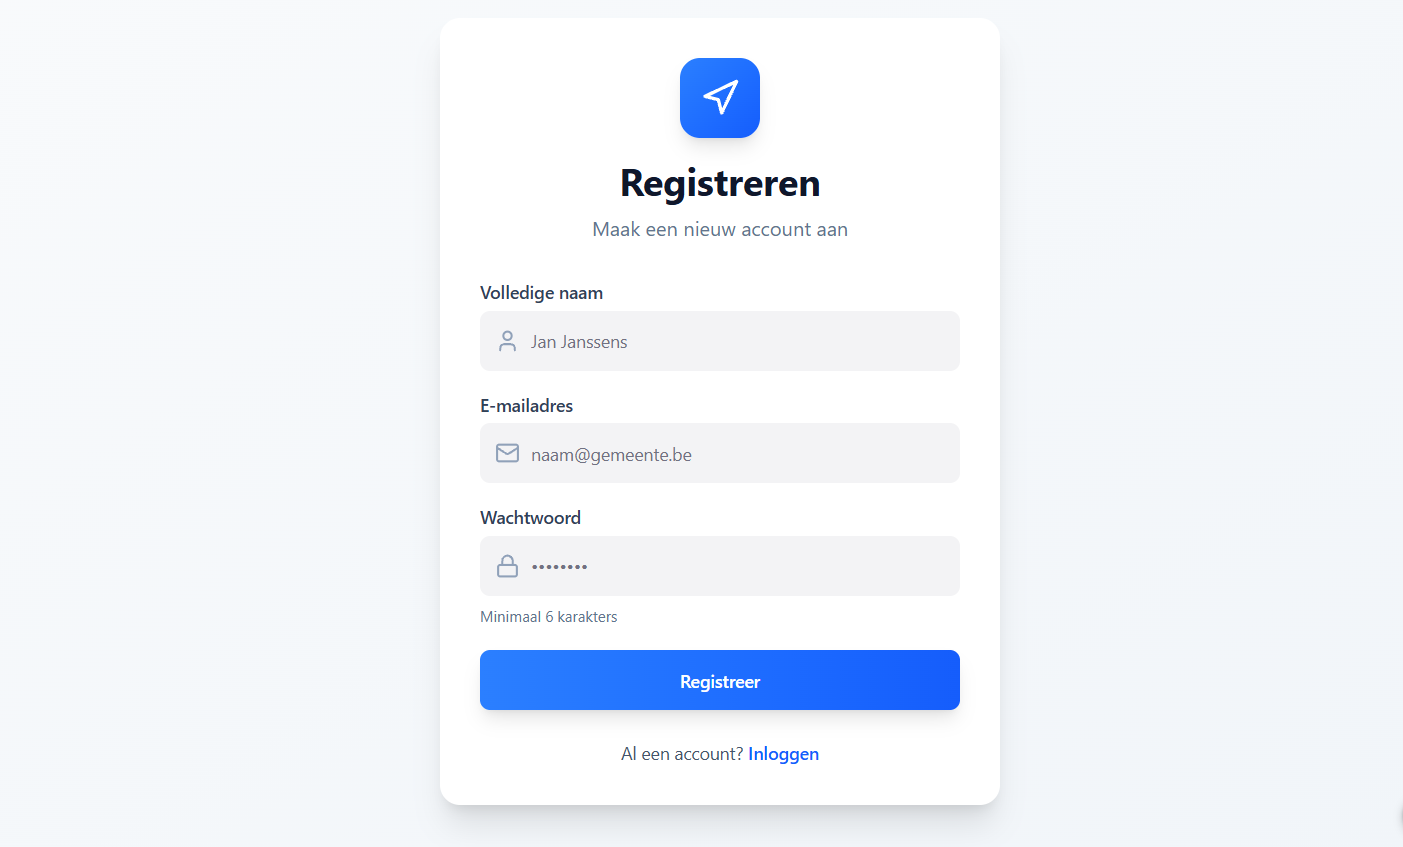 Registreren
Maak een nieuw account aan
Volledige naam
Jan Janssens
E-mailadres
naam@gemeente.be
Wachtwoord
••••••••
Minimaal 6 karakters
Registreer
Al een account? Inloggen